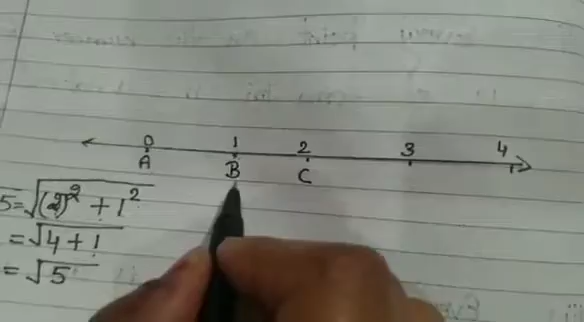 0 1 2 3 4
A B C
5 = √(2)² + 1²
= √4 + 1
= √5